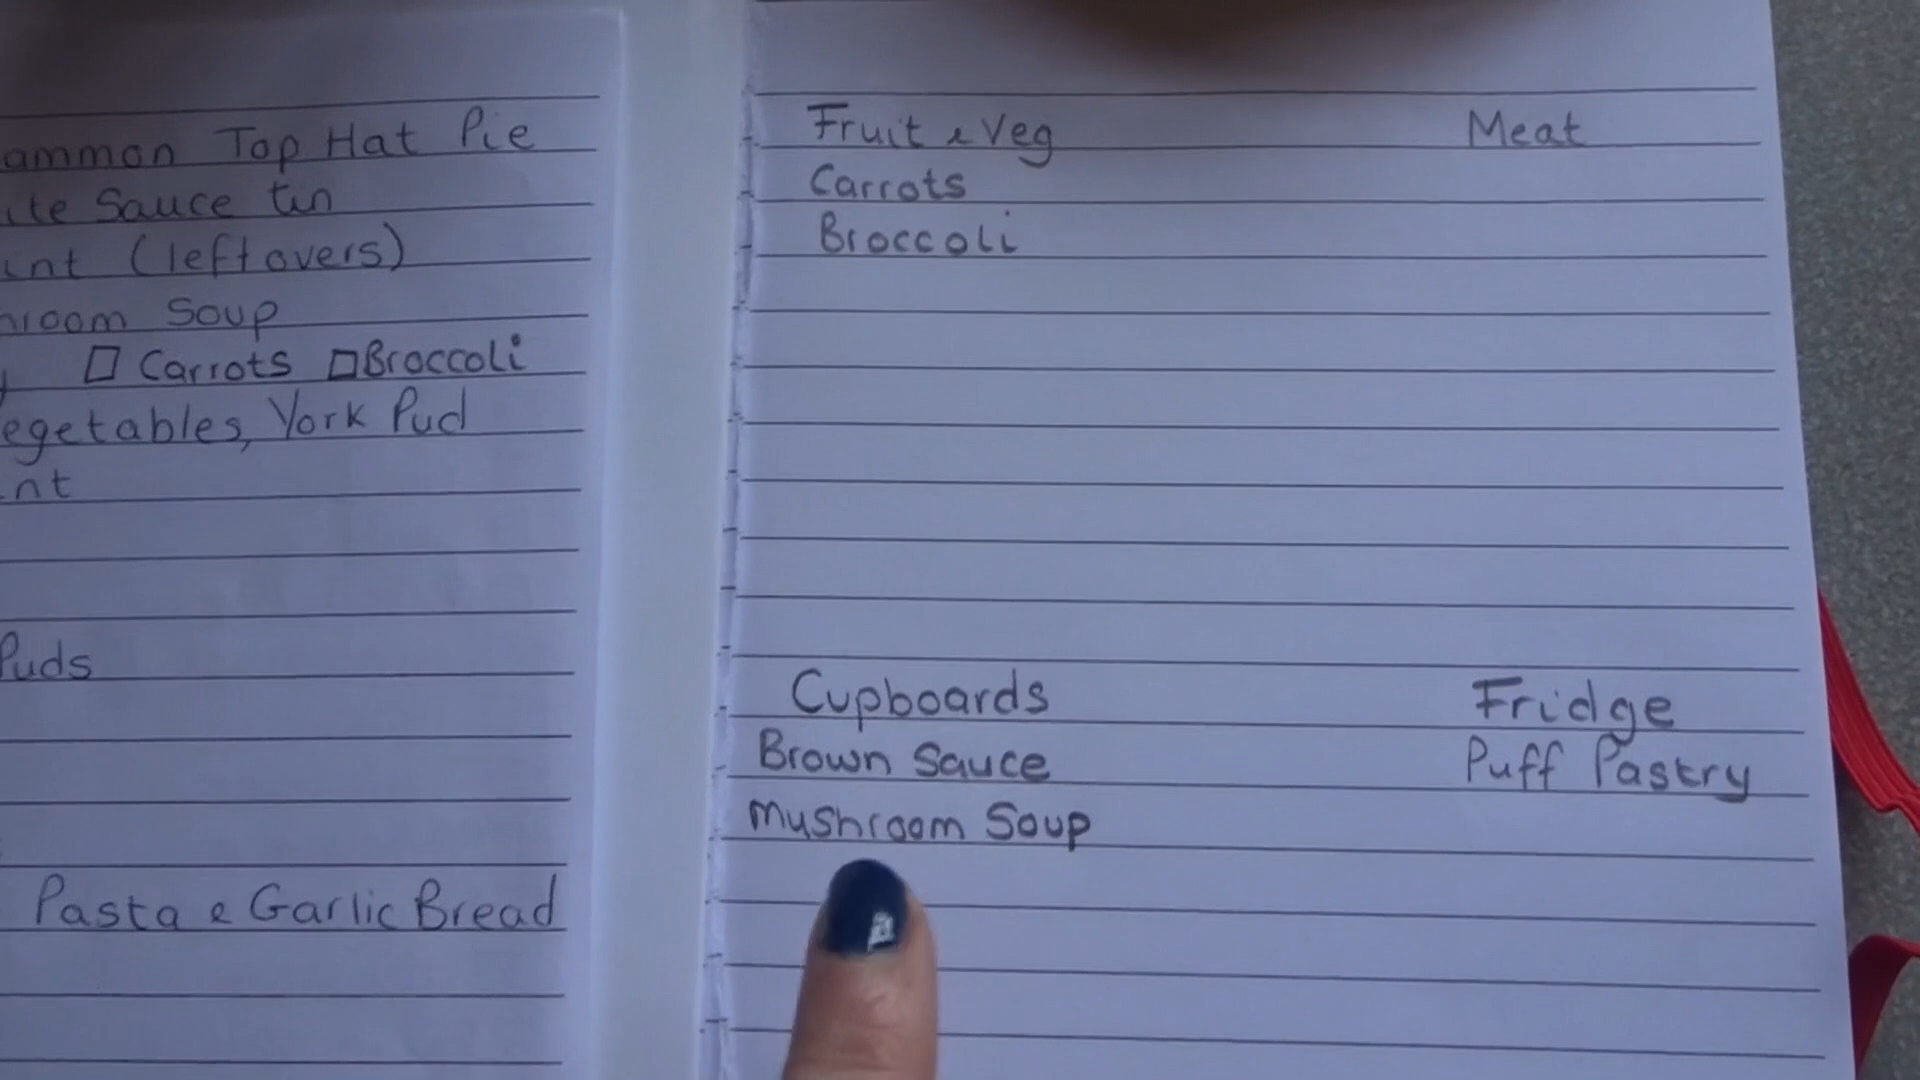 ammon Top Hat Pie
ite Sauce tin
int (leftovers)
hroom Soup
☐ Carrots ☐ Broccoli
egetables, York Pud
int
Puds
Pasta & Garlic Bread
Fruit & Veg Meat
Carrots
Broccoli
Cupboards Fridge
Brown Sauce Puff Pastry
Mushroom Soup